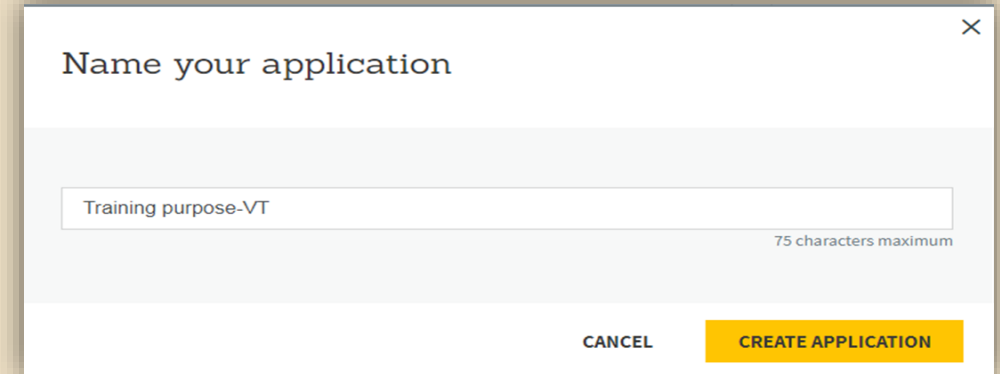 Name your application
Training purpose-VT
75 characters maximum
CANCEL CREATE APPLICATION